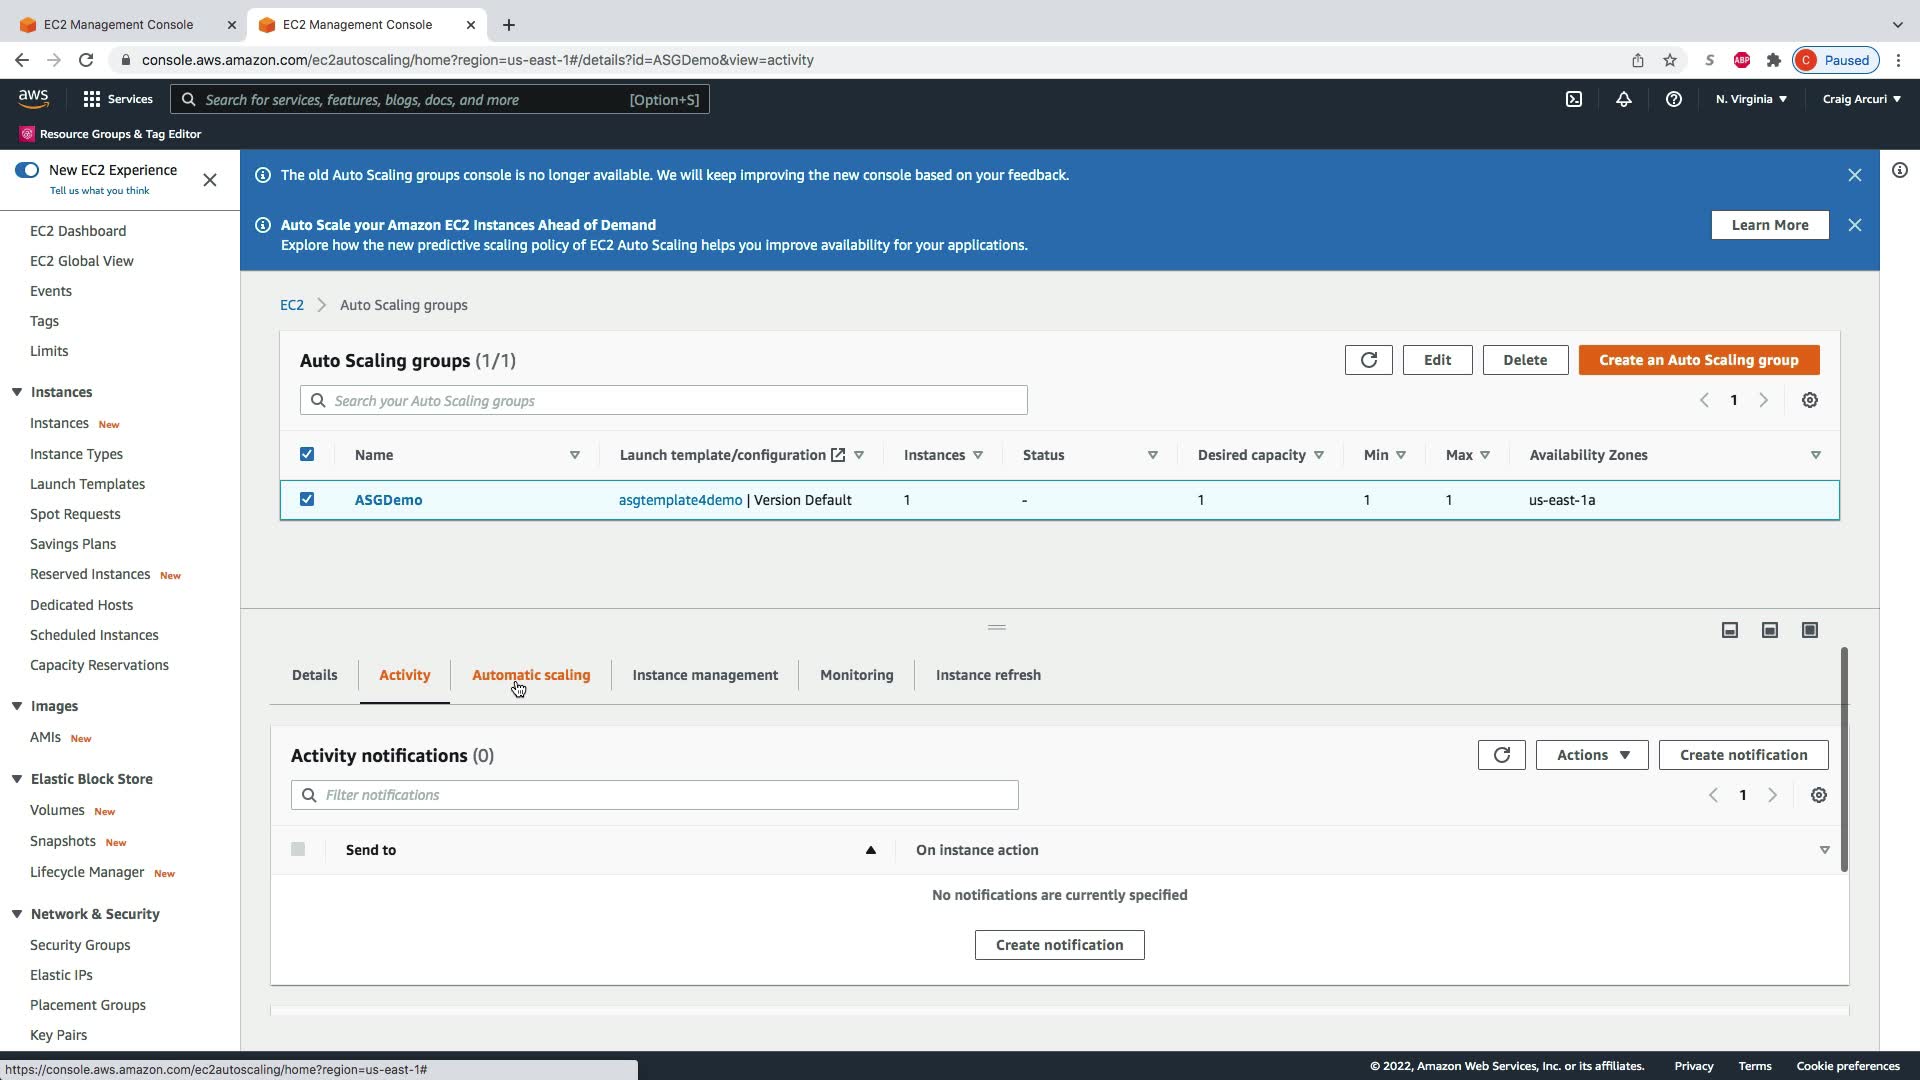 EC2 Management Console
EC2 Management Console
console.aws.amazon.com/ec2autoscaling/home?region=us-east-1#/details?id=ASGDemo&view=activity
S
ABP
C Paused
aws
Services
Search for services, features, blogs, docs, and more [Option+S]
N. Virginia
Craig Arcuri
Resource Groups & Tag Editor
New EC2 Experience
Tell us what you think
EC2 Dashboard
EC2 Global View
Events
Tags
Limits
Instances
Instances New
Instance Types
Launch Templates
Spot Requests
Savings Plans
Reserved Instances New
Dedicated Hosts
Scheduled Instances
Capacity Reservations
Images
AMIs New
Elastic Block Store
Volumes New
Snapshots New
Lifecycle Manager New
Network & Security
Security Groups
Elastic IPs
Placement Groups
Key Pairs
The old Auto Scaling groups console is no longer available. We will keep improving the new console based on your feedback.
Auto Scale your Amazon EC2 Instances Ahead of Demand
Explore how the new predictive scaling policy of EC2 Auto Scaling helps you improve availability for your applications.
Learn More
EC2 > Auto Scaling groups
Auto Scaling groups (1/1)
Edit
Delete
Create an Auto Scaling group
Search your Auto Scaling groups
1
Name Launch template/configuration Instances Status Desired capacity Min Max Availability Zones
ASGDemo asgtemplate4demo | Version Default 1 - 1 1 1 us-east-1a
Details Activity Automatic scaling Instance management Monitoring Instance refresh
Activity notifications (0)
Actions
Create notification
Filter notifications
1
Send to On instance action
No notifications are currently specified
Create notification
https://console.aws.amazon.com/ec2autoscaling/home?region=us-east-1#
© 2022, Amazon Web Services, Inc. or its affiliates. Privacy Terms Cookie preferences